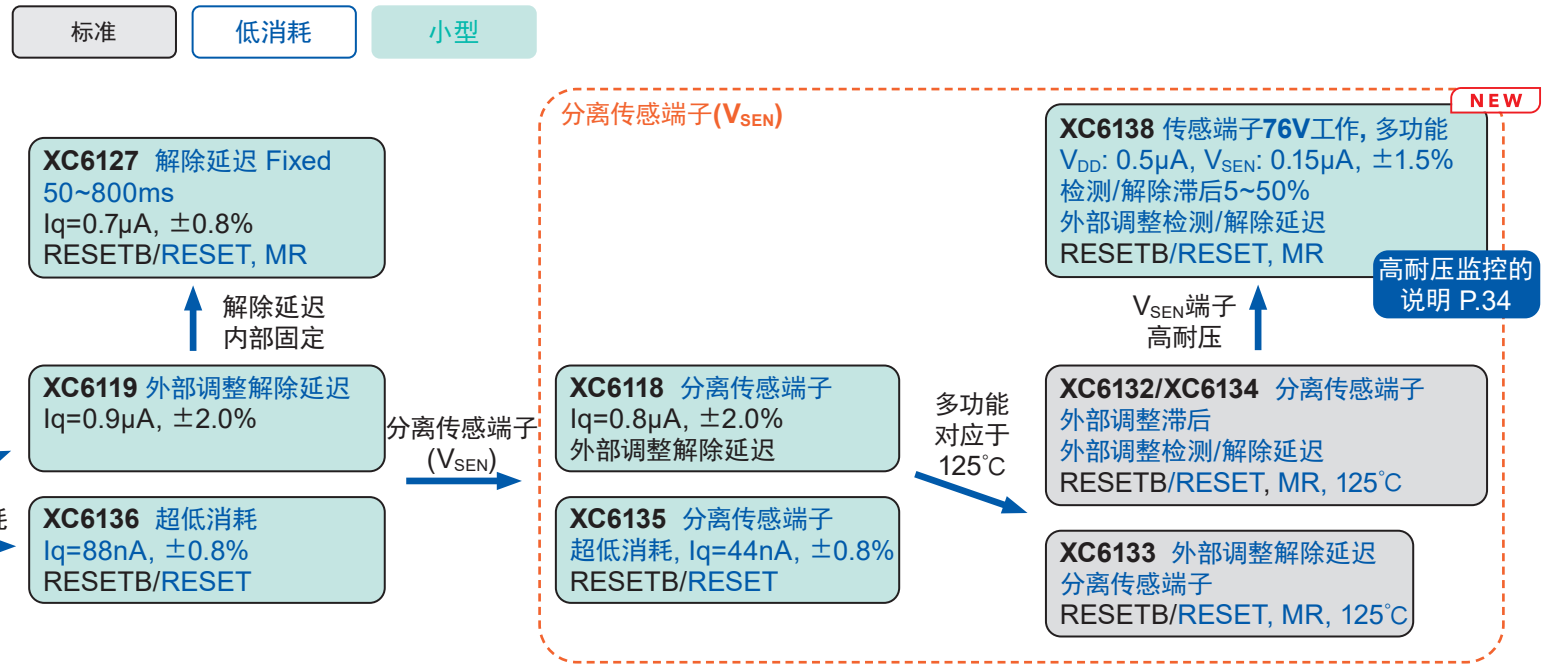 标准
低消耗
小型
分离传感端子(VSEN)
NEW
XC6127 解除延迟 Fixed
50~800ms
Iq=0.7μA, ±0.8%
RESETB/RESET, MR
XC6138 传感端子76V工作, 多功能
VDD: 0.5μA, VSEN: 0.15μA, ±1.5%
检测/解除滞后5~50%
外部调整检测/解除延迟
RESETB/RESET, MR
高耐压监控的
说明 P.34
解除延迟
内部固定
VSEN端子
高耐压
XC6119 外部调整解除延迟
Iq=0.9μA, ±2.0%
分离传感端子
(VSEN)
XC6118 分离传感端子
Iq=0.8μA, ±2.0%
外部调整解除延迟
多功能
对应于
125℃
XC6132/XC6134 分离传感端子
外部调整滞后
外部调整检测/解除延迟
RESETB/RESET, MR, 125℃
XC6136 超低消耗
Iq=88nA, ±0.8%
RESETB/RESET
XC6135 分离传感端子
超低消耗, Iq=44nA, ±0.8%
RESETB/RESET
XC6133 外部调整解除延迟
分离传感端子
RESETB/RESET, MR, 125℃